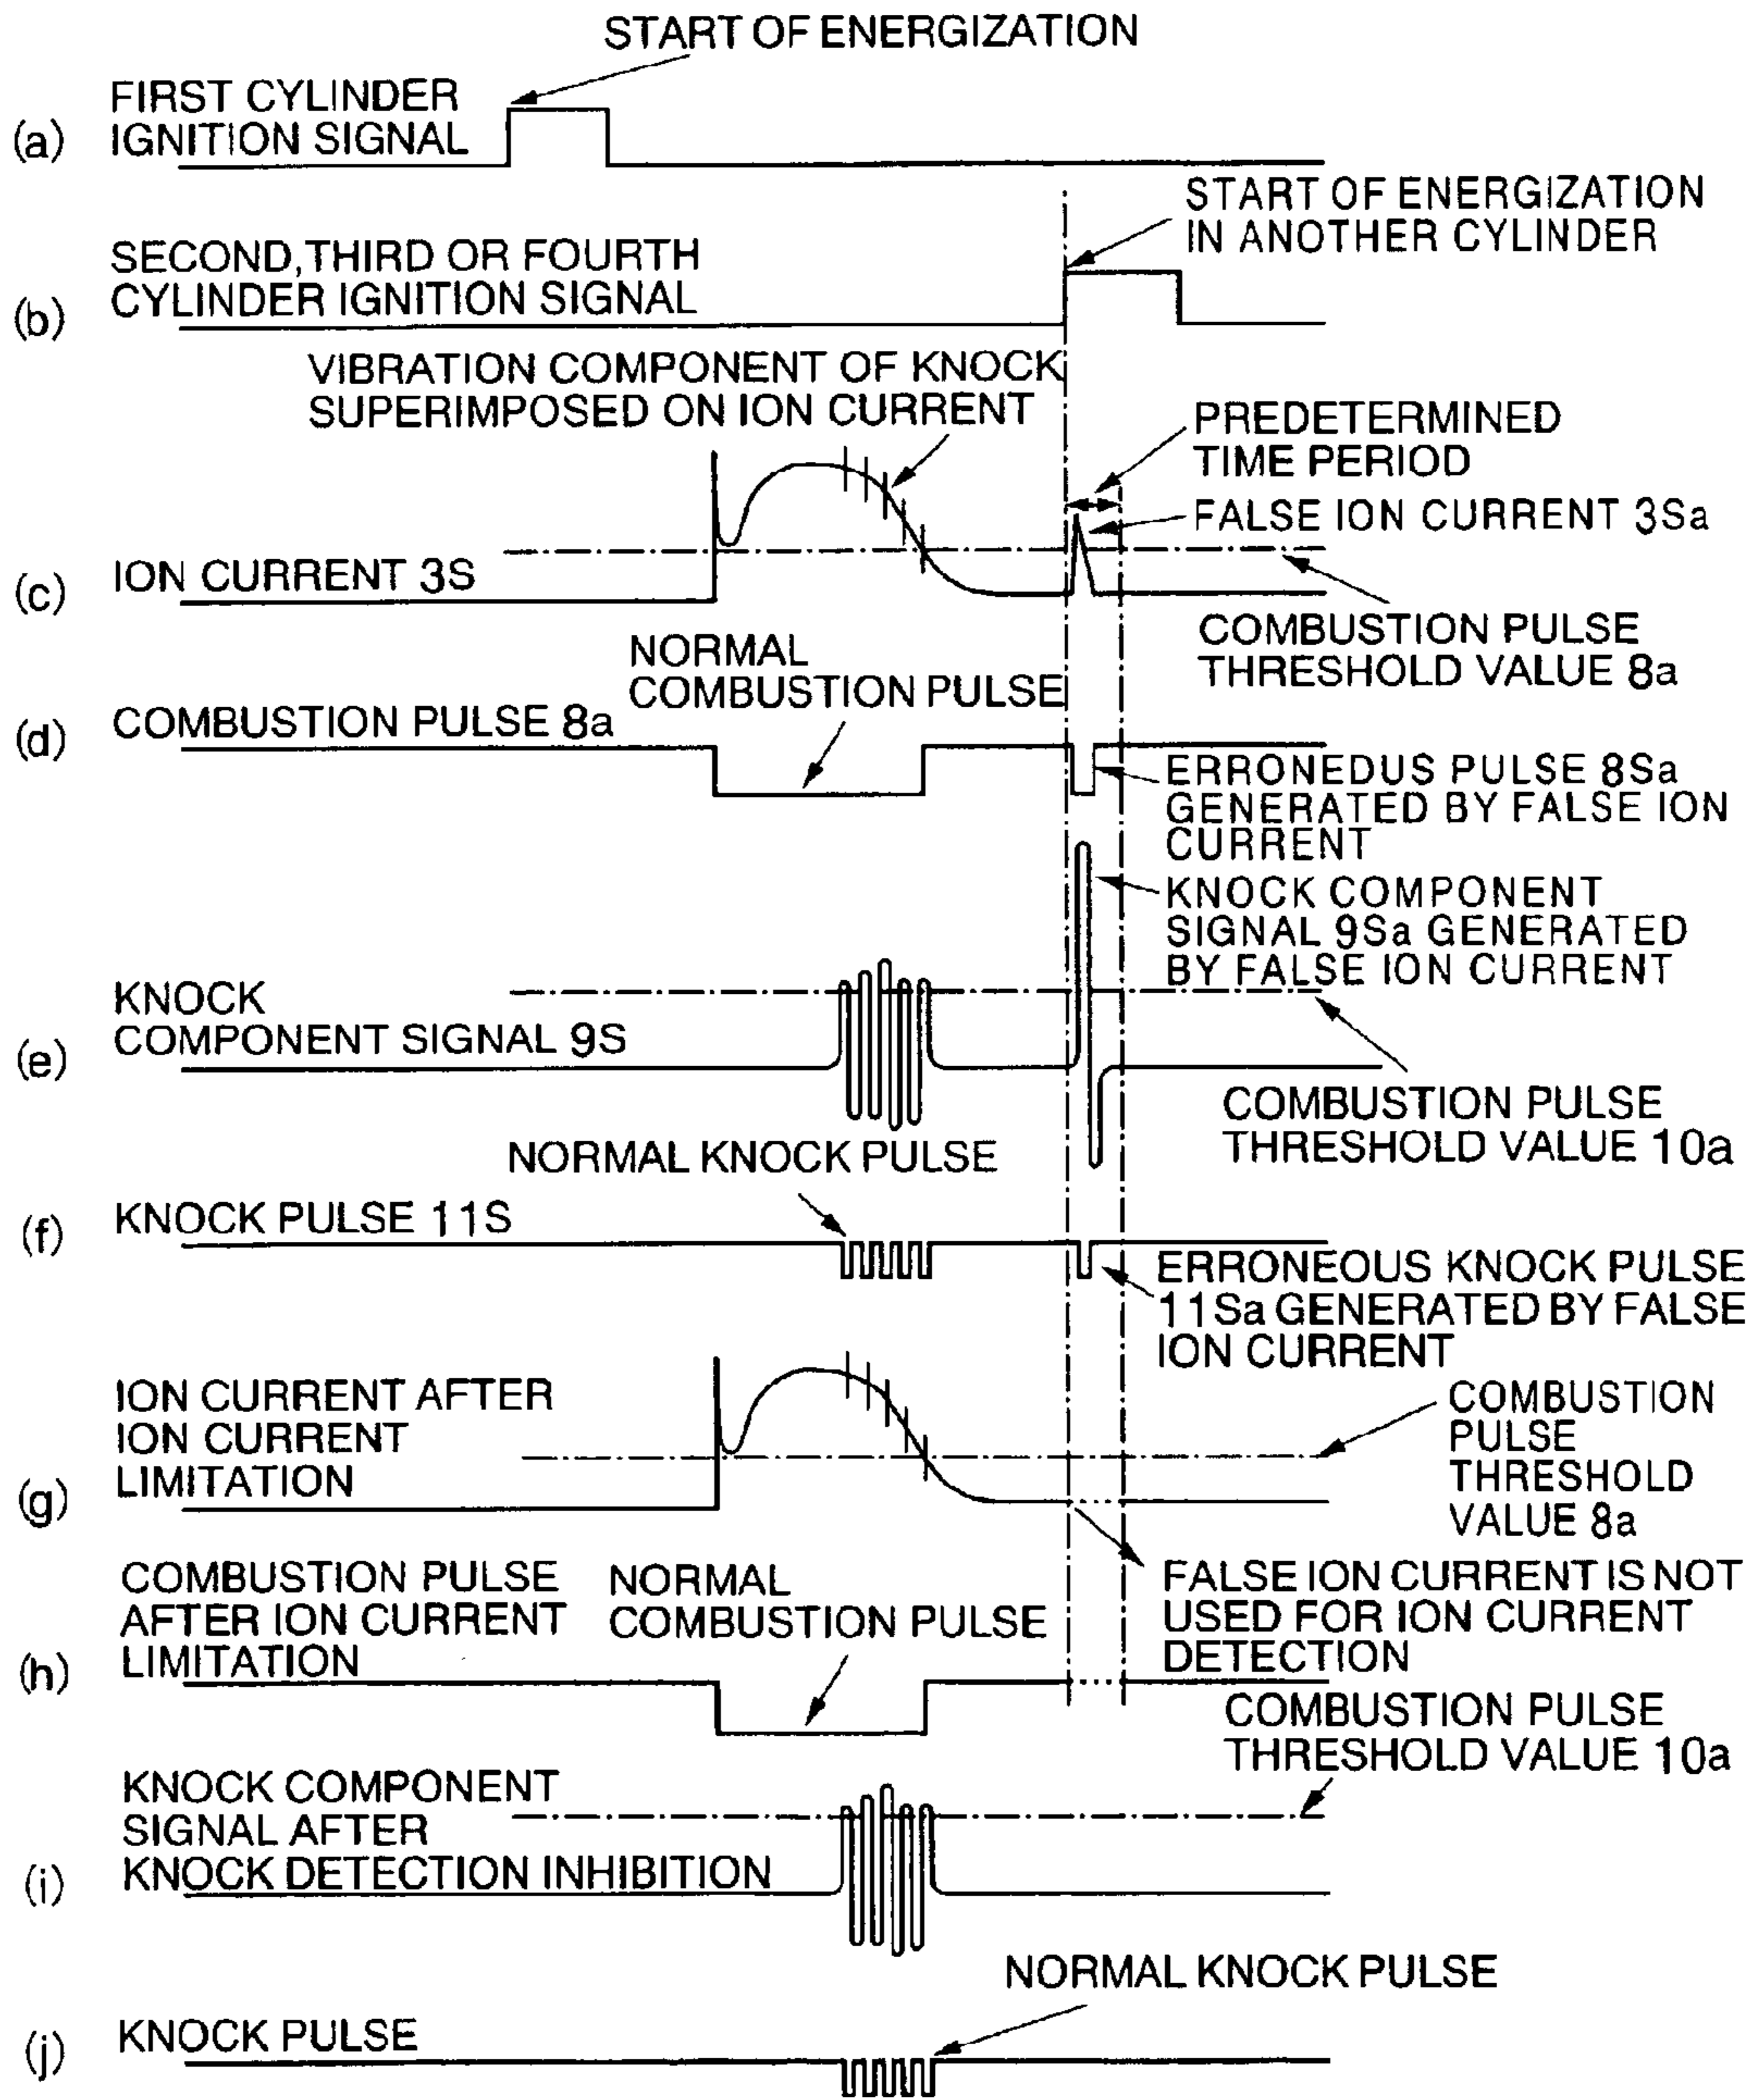 START OF ENERGIZATION
(a) FIRST CYLINDER
IGNITION SIGNAL
START OF ENERGIZATION
IN ANOTHER CYLINDER
(b) SECOND, THIRD OR FOURTH
CYLINDER IGNITION SIGNAL
VIBRATION COMPONENT OF KNOCK
SUPERIMPOSED ON ION CURRENT
PREDETERMINED
TIME PERIOD
FALSE ION CURRENT 3Sa
(c) ION CURRENT 3S
COMBUSTION PULSE
THRESHOLD VALUE 8a
NORMAL
COMBUSTION PULSE
(d) COMBUSTION PULSE 8a
ERRONEDUS PULSE 8Sa
GENERATED BY FALSE ION
CURRENT
KNOCK COMPONENT
SIGNAL 9Sa GENERATED
BY FALSE ION CURRENT
(e) KNOCK
COMPONENT SIGNAL 9S
COMBUSTION PULSE
THRESHOLD VALUE 10a
NORMAL KNOCK PULSE
(f) KNOCK PULSE 11S
ERRONEOUS KNOCK PULSE
11Sa GENERATED BY FALSE
ION CURRENT
(g) ION CURRENT AFTER
ION CURRENT
LIMITATION
COMBUSTION
PULSE
THRESHOLD
VALUE 8a
FALSE ION CURRENT IS NOT
USED FOR ION CURRENT
DETECTION
(h) COMBUSTION PULSE
AFTER ION CURRENT
LIMITATION
NORMAL
COMBUSTION PULSE
COMBUSTION PULSE
THRESHOLD VALUE 10a
(i) KNOCK COMPONENT
SIGNAL AFTER
KNOCK DETECTION INHIBITION
NORMAL KNOCK PULSE
(j) KNOCK PULSE